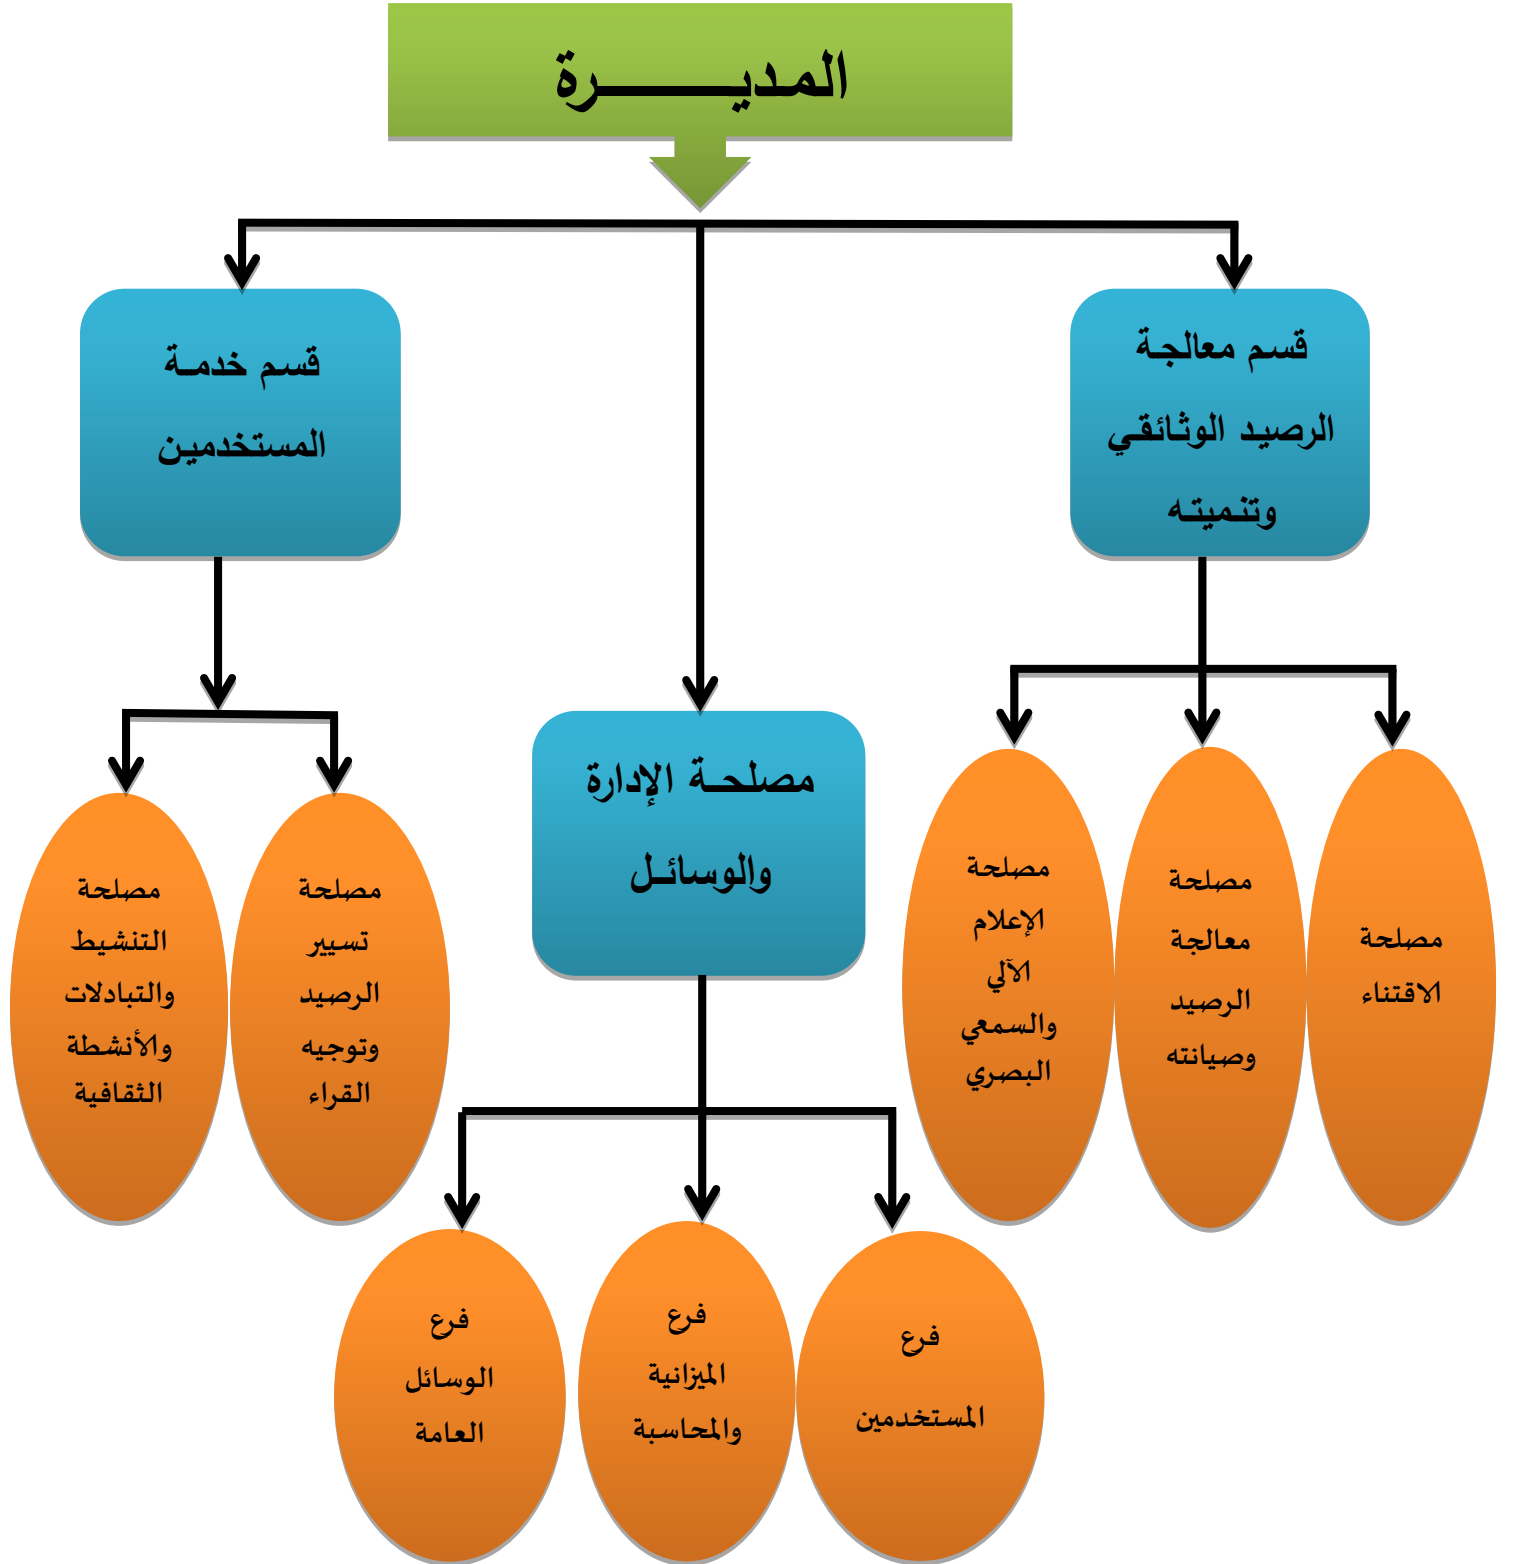 المديرة
قسم معالجة
الرصيد الوثائقي
وتنميته
قسم خدمة
المستخدمين
مصلحة الإدارة
والوسائل
مصلحة
الاقتناء
مصلحة
معالجة
الرصيد
وصيانته
مصلحة
الإعلام
الآلي
والسمعي
البصري
مصلحة
تسيير
الرصيد
وتوجيه
القراء
مصلحة
التنشيط
والتبادلات
والأنشطة
الثقافية
فرع
المستخدمين
فرع
الميزانية
والمحاسبة
فرع
الوسائل
العامة